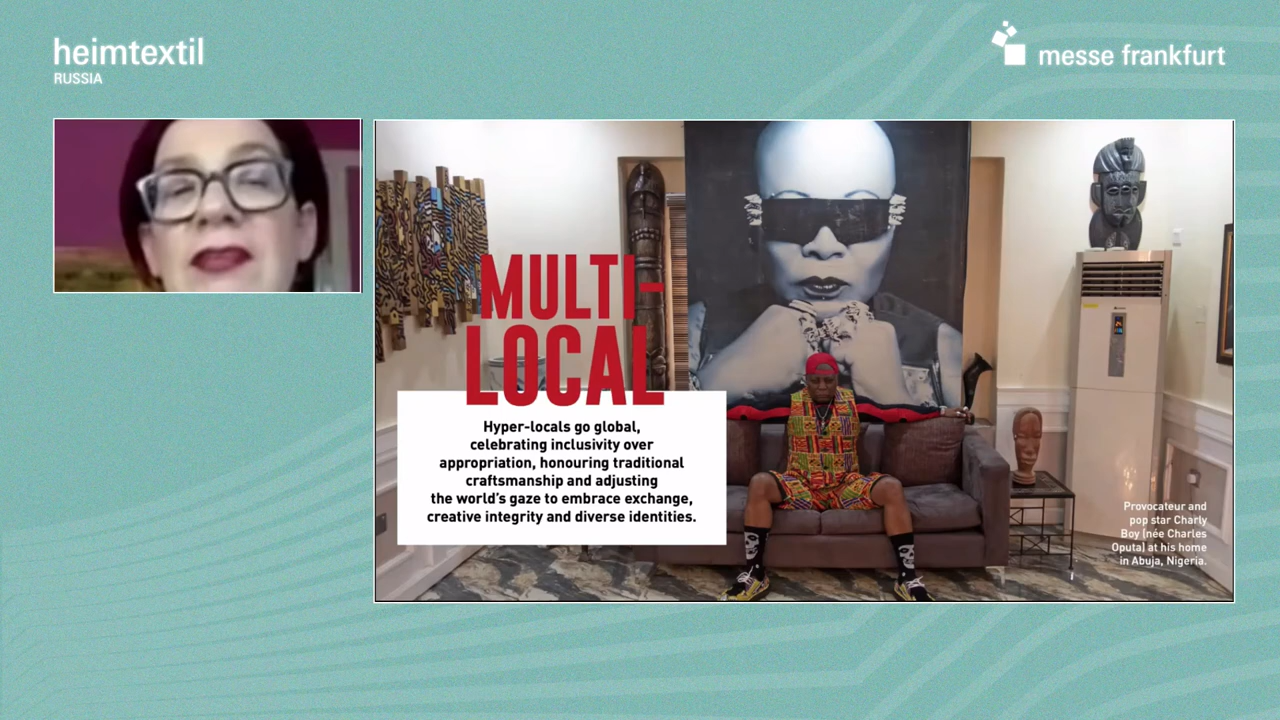 heimtextil
RUSSIA
messe frankfurt
MULTI-
LOCAL
Hyper-locals go global,
celebrating inclusivity over
appropriation, honouring traditional
craftsmanship and adjusting
the world's gaze to embrace exchange,
creative integrity and diverse identities.
Provocateur and
pop star Charly
Boy (née Charles
Oputa) at his home
in Abuja, Nigeria.